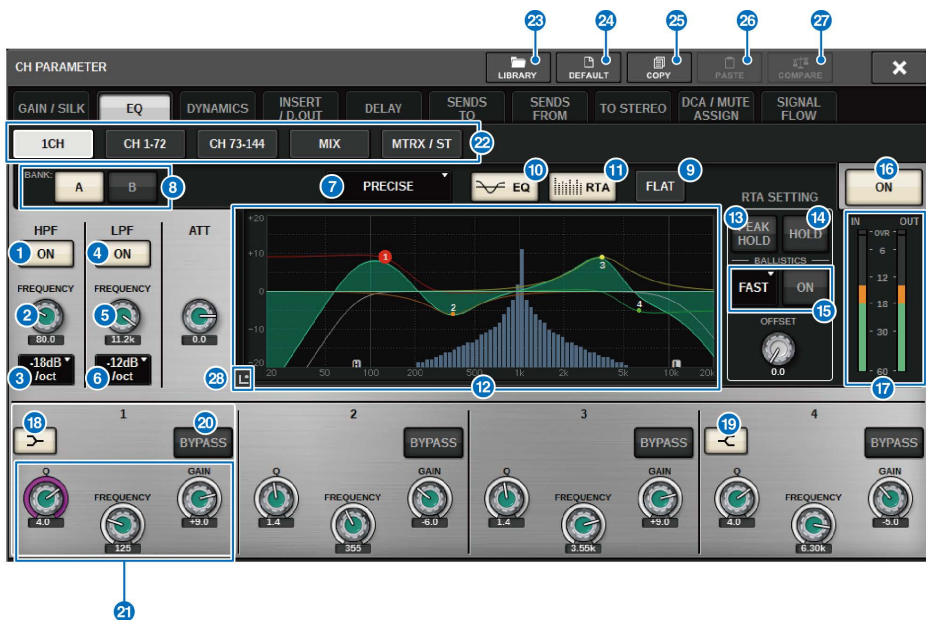 23 24 25 26 27
CH PARAMETER LIBRARY DEFAULT COPY PASTE COMPARE
GAIN / SILK EQ DYNAMICS INSERT / D.OUT DELAY SENDS TO SENDS FROM TO STEREO DCA / MUTE ASSIGN SIGNAL FLOW
1CH CH 1-72 CH 73-144 MIX MTRX / ST 22
BANK: A B 8 7 PRECISE 10 EQ 11 RTA FLAT 9 RTA SETTING 16 ON
HPF LPF ATT
1 ON 4 ON
FREQUENCY FREQUENCY
2 5
80.0 11.2k 0.0
-18dB /oct -12dB /oct
3 6
+20
+10
0
-10
-20
1 2 3 4
H L
20 50 100 200 500 1k 2k 5k 10k 20k
28 12
13 PEAK HOLD 14 HOLD
BALLISTICS
FAST ON
15
OFFSET
0.0
IN OUT
OVR
6
12
18
30
60
17
1 2 3 4
18 20 BYPASS BYPASS BYPASS 19 BYPASS
Q FREQUENCY GAIN Q FREQUENCY GAIN Q FREQUENCY GAIN Q FREQUENCY GAIN
4.0 +9.0 1.4 -6.0 1.4 +9.0 4.0 -5.0
125 355 3.55k 6.30k
21